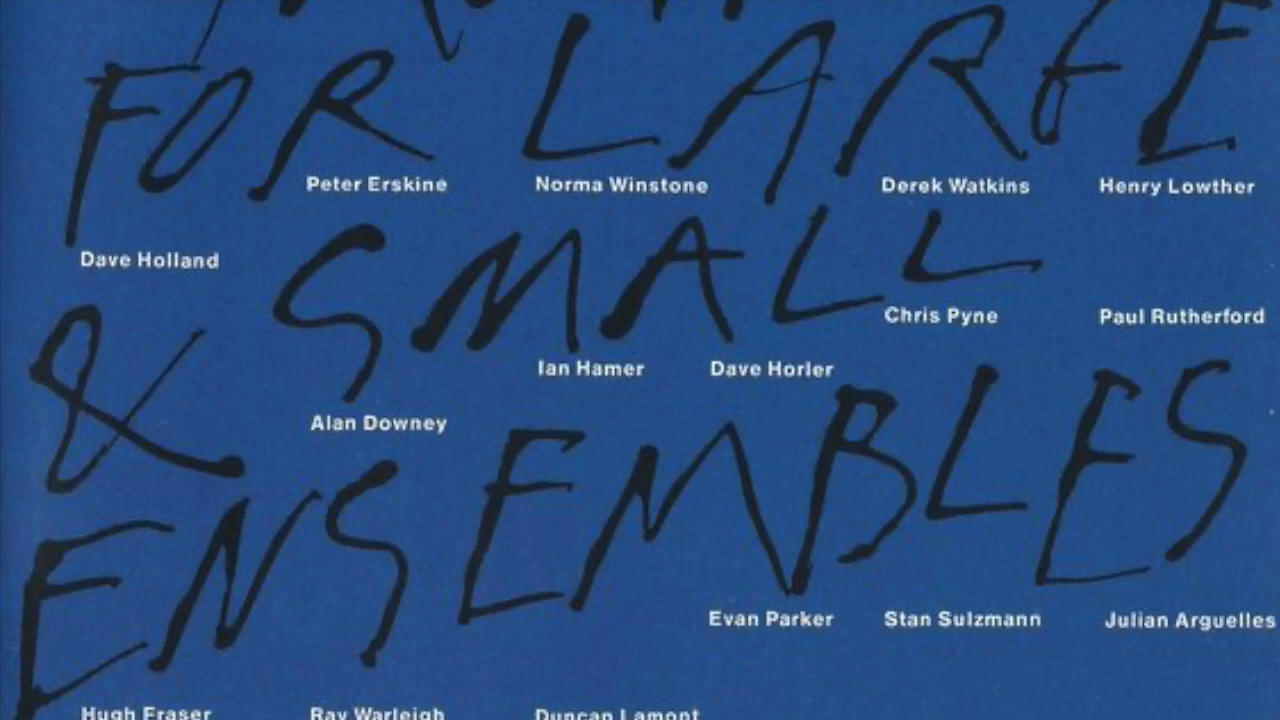 FOR LARGE
Peter Erskine Norma Winstone Derek Watkins Henry Lowther
Dave Holland
SMALL
Chris Pyne Paul Rutherford
Ian Hamer Dave Horler
&
Alan Downey
ENSEMBLES
Evan Parker Stan Sulzmann Julian Arguelles
Hugh Fraser Ray Warleigh Duncan Lamont